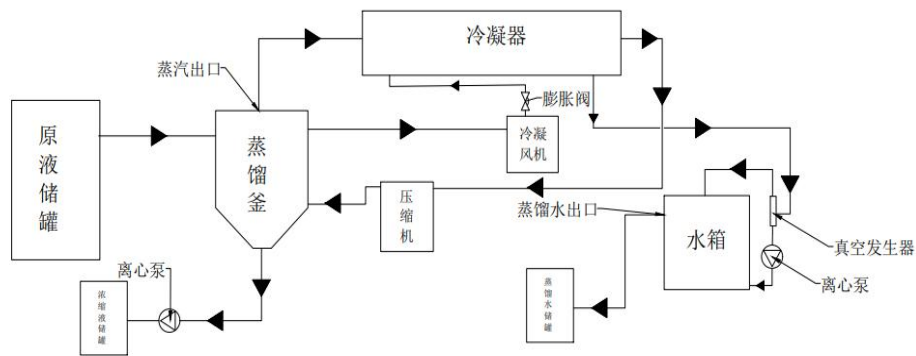 冷凝器
蒸汽出口
膨胀阀
原液储罐
蒸馏釜
冷凝
风机
压缩机
蒸馏水出口
水箱
真空发生器
离心泵
离心泵
浓缩液储罐
蒸馏水储罐